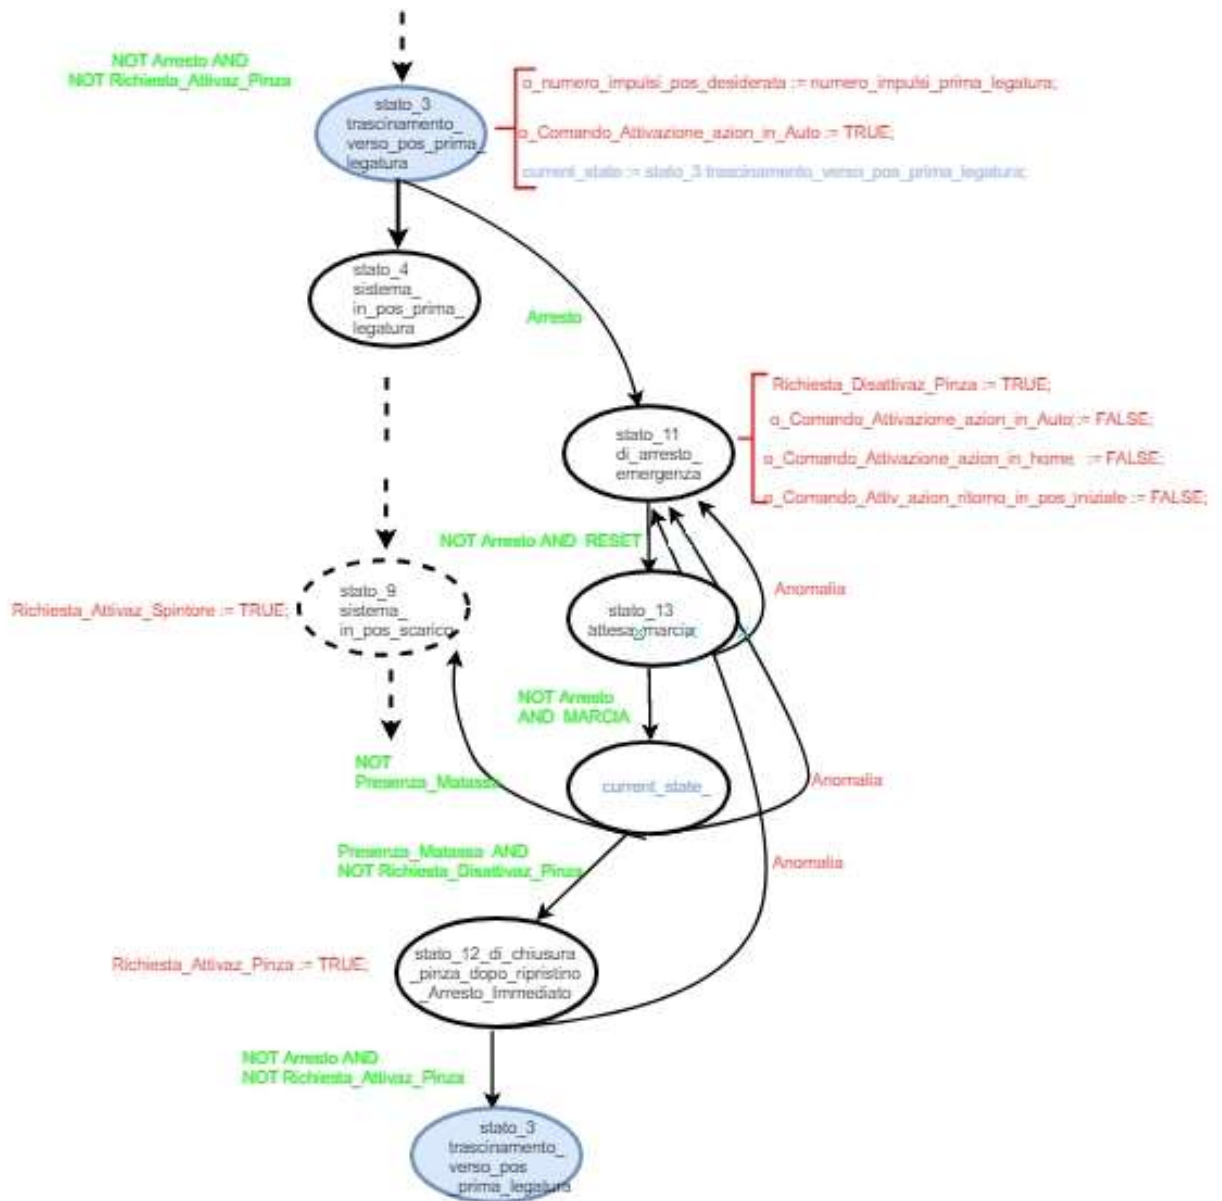 NOT Arresto AND
NOT Richiesta_Attivaz_Pinza
stato_3
trascinamento_
verso_pos_prima_
legatura
o_numero_impulsi_pos_desiderata := numero_impulsi_prima_legatura;
o_Comando_Attivazione_azion_in_Auto := TRUE;
current_state := stato_3 trascinamento_verso_pos_prima_legatura;
stato_4
sistema_
in_pos_prima_
legatura
Arresto
stato_11
di_arresto_
emergenza
Richiesta_Disattivaz_Pinza := TRUE;
o_Comando_Attivazione_azion_in_Auto := FALSE;
o_Comando_Attivazione_azion_in_home; := FALSE;
o_Comando_Attiv_azion_ritorno_in_pos_iniziale := FALSE;
NOT Arresto AND RESET
Anomalia
stato_9
sistema_
in_pos_scarico
Richiesta_Attivaz_Spintore := TRUE;
stato_13
attesa marcia
NOT Arresto
AND MARCIA
NOT
Presenza_Matassa
current_state_
Anomalia
Presenza_Matassa AND
NOT Richiesta_Disattivaz_Pinza
Anomalia
stato_12_di_chiusura
_pinza_dopo_ripristino
_Arresto_Immediato
Richiesta_Attivaz_Pinza := TRUE;
NOT Arresto AND
NOT Richiesta_Attivaz_Pinza
stato_3
trascinamento_
verso_pos
_prima_legatura